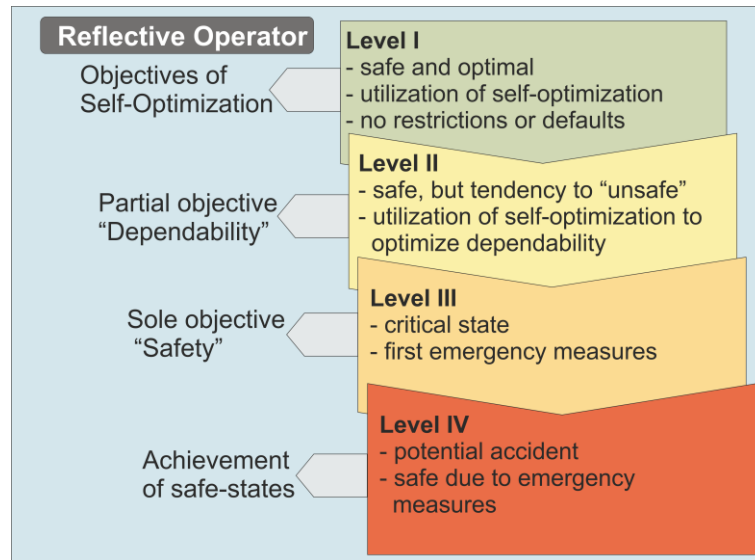 Reflective Operator
Objectives of
Self-Optimization
Level I
- safe and optimal
- utilization of self-optimization
- no restrictions or defaults
Partial objective
“Dependability”
Level II
- safe, but tendency to “unsafe”
- utilization of self-optimization to
optimize dependability
Sole objective
“Safety”
Level III
- critical state
- first emergency measures
Achievement
of safe-states
Level IV
- potential accident
- safe due to emergency
measures